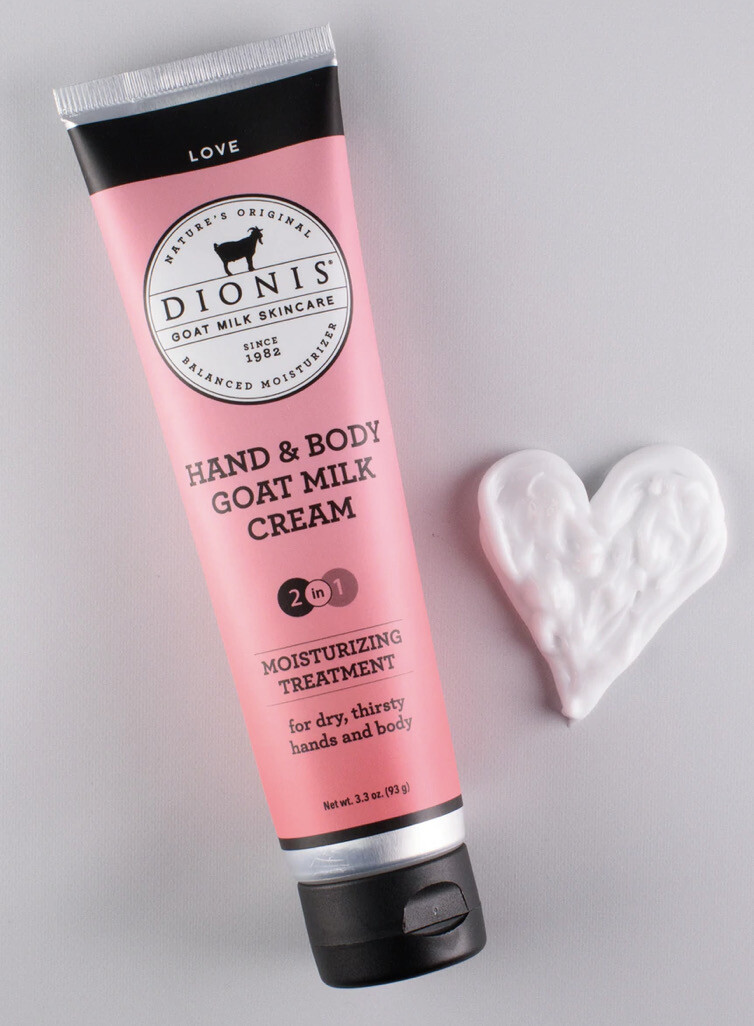 LOVE
NATURE'S ORIGINAL
DIONIS®
GOAT MILK SKINCARE
SINCE
1982
BALANCED MOISTURIZER
HAND & BODY
GOAT MILK
CREAM
2 in 1
MOISTURIZING
TREATMENT
for dry, thirsty
hands and body
Net wt. 3.3 oz. (93 g)